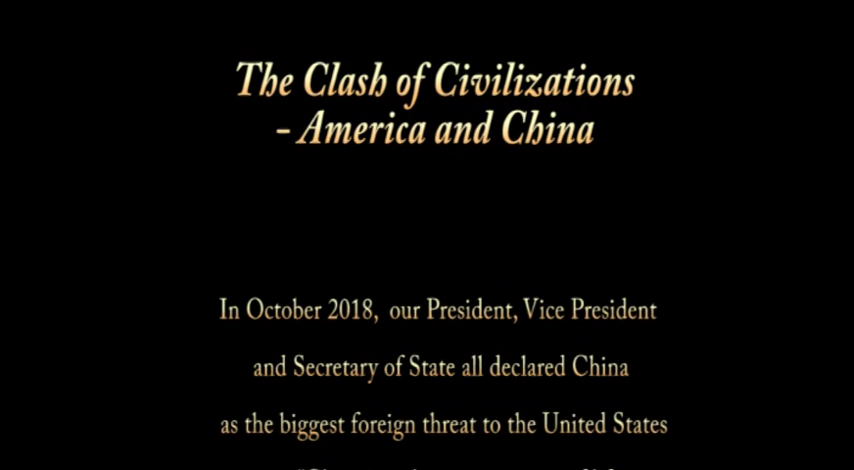 The Clash of Civilizations
- America and China
In October 2018, our President, Vice President
and Secretary of State all declared China
as the biggest foreign threat to the United States